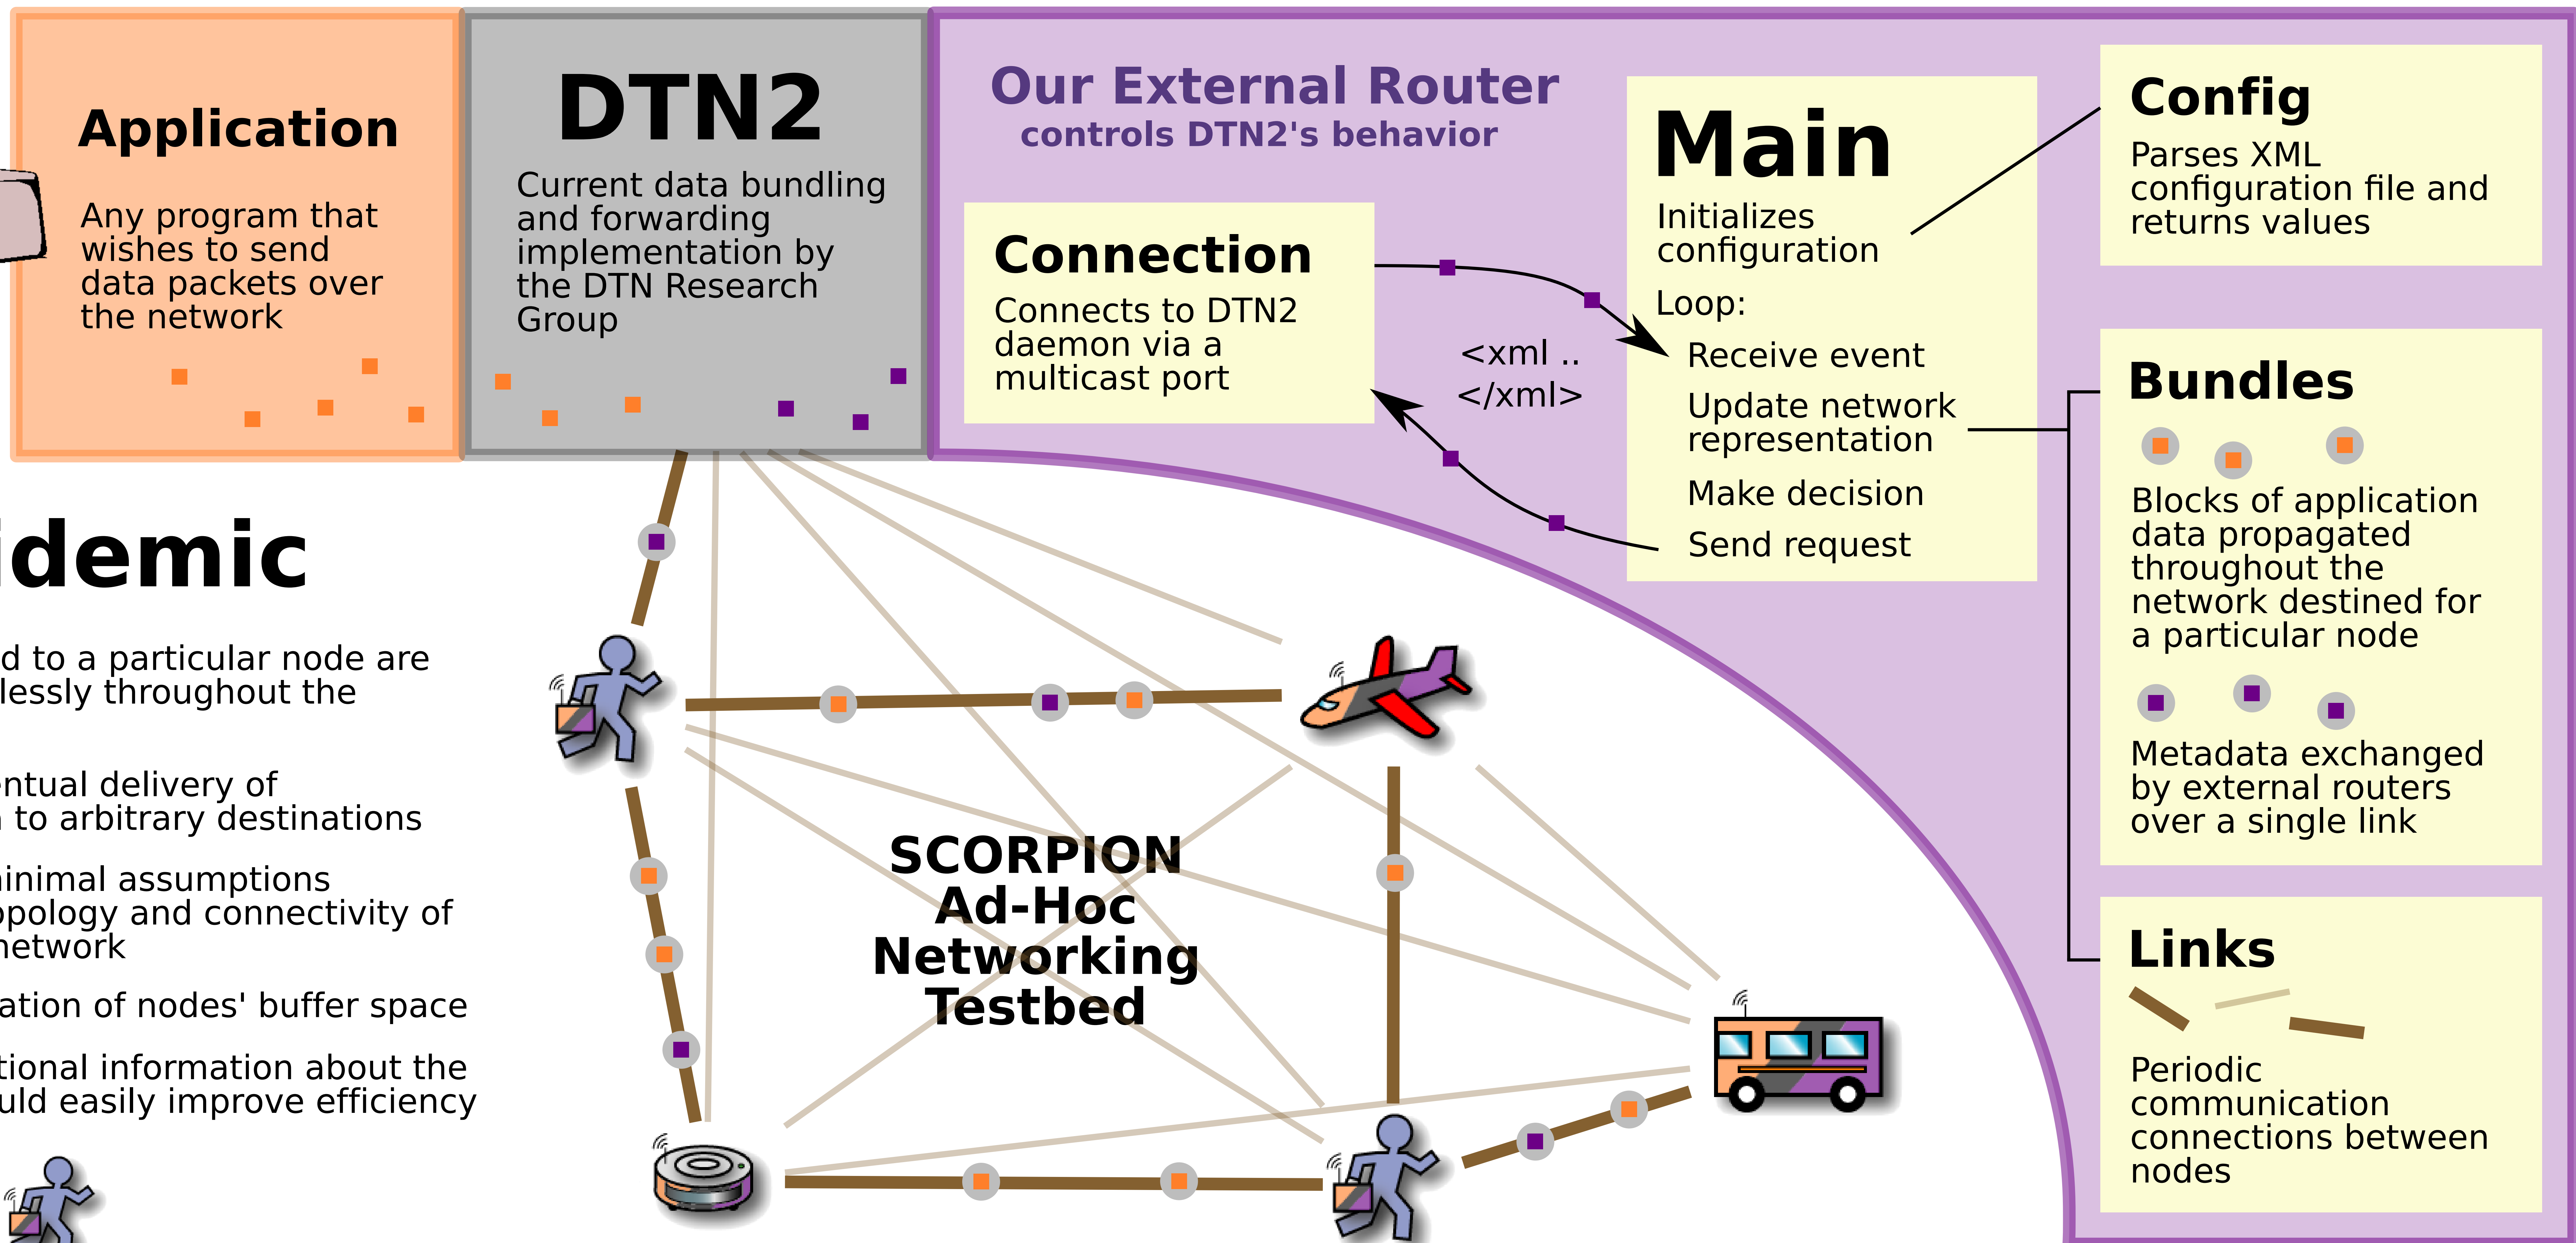 Application
Any program that
wishes to send
data packets over
the network
DTN2
Current data bundling
and forwarding
implementation by
the DTN Research
Group
Our External Router
controls DTN2's behavior
Connection
Connects to DTN2
daemon via a
multicast port
<xml ..
</xml>
Main
Initializes
configuration
Loop:
Receive event
Update network
representation
Make decision
Send request
Config
Parses XML
configuration file and
returns values
Bundles
Blocks of application
data propagated
throughout the
network destined for
a particular node
Metadata exchanged
by external routers
over a single link
Links
Periodic
communication
connections between
nodes
idemic
d to a particular node are
lessly throughout the
entual delivery of
to arbitrary destinations
minimal assumptions
opology and connectivity of
network
ation of nodes' buffer space
tional information about the
uld easily improve efficiency
SCORPION
Ad-Hoc
Networking
Testbed